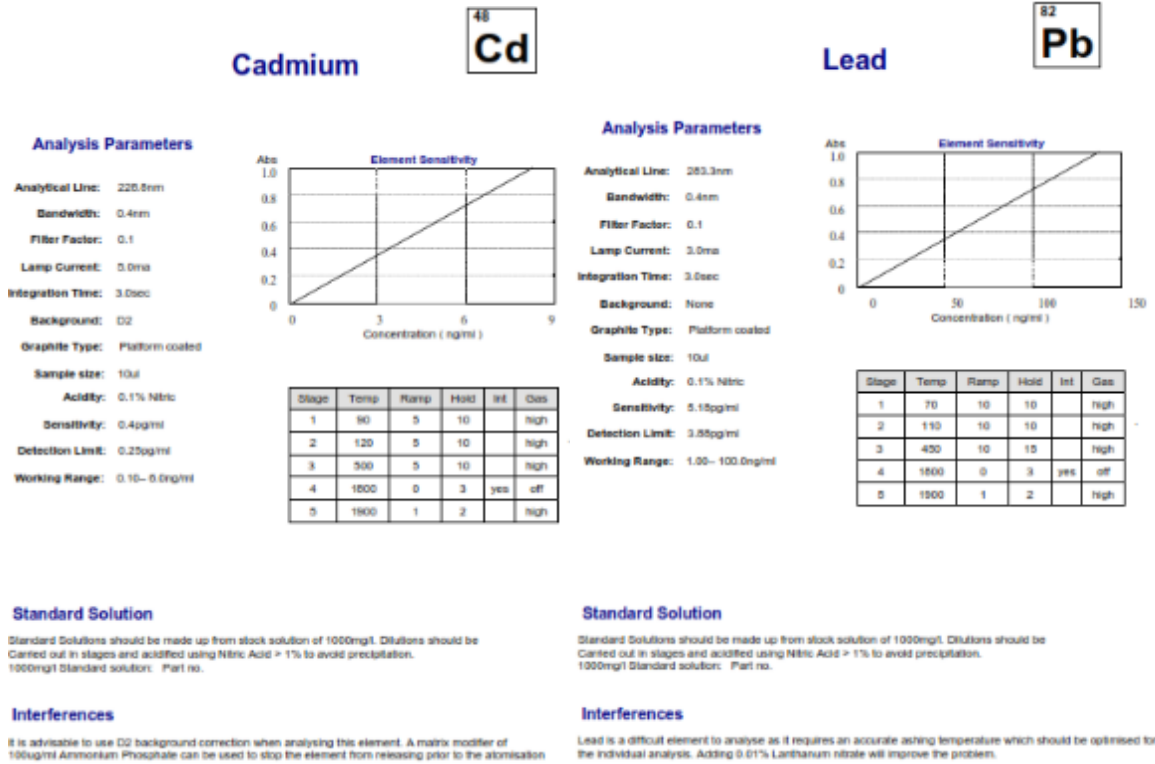 48
Cd
Cadmium
Analysis Parameters
Analytical Line: 228.8nm
Bandwidth: 0.4nm
Filter Factor: 0.1
Lamp Current: 5.0ma
Integration Time: 3.0sec
Background: D2
Graphite Type: Platform coated
Sample size: 10ul
Acidity: 0.1% Nitric
Sensitivity: 0.4pg/ml
Detection Limit: 0.25pg/ml
Working Range: 0.10– 6.0ng/ml
Element Sensitivity
Abs
1.0
0.8
0.6
0.4
0.2
0
0 3 6 9
Concentration ( ng/ml )
Stage Temp Ramp Hold Int Gas
1 90 5 10 high
2 120 5 10 high
3 500 5 10 high
4 1800 0 3 yes off
5 1900 1 2 high
Standard Solution
Standard Solutions should be made up from stock solution of 1000mg/l. Dilutions should be
Carried out in stages and acidified using Nitric Acid > 1% to avoid precipitation.
1000mg/l Standard solution: Part no.
Interferences
It is advisable to use D2 background correction when analysing this element. A matrix modifier of
100ug/ml Ammonium Phosphate can be used to stop the element from releasing prior to the atomisation
82
Pb
Lead
Analysis Parameters
Analytical Line: 283.3nm
Bandwidth: 0.4nm
Filter Factor: 0.1
Lamp Current: 3.0ma
Integration Time: 3.0sec
Background: None
Graphite Type: Platform coated
Sample size: 10ul
Acidity: 0.1% Nitric
Sensitivity: 5.18pg/ml
Detection Limit: 3.88pg/ml
Working Range: 1.00– 100.0ng/ml
Element Sensitivity
Abs
1.0
0.8
0.6
0.4
0.2
0
0 50 100 150
Concentration ( ng/ml )
Stage Temp Ramp Hold Int Gas
1 70 10 10 high
2 110 10 10 high
3 450 10 15 high
4 1800 0 3 yes off
5 1900 1 2 high
Standard Solution
Standard Solutions should be made up from stock solution of 1000mg/l. Dilutions should be
Carried out in stages and acidified using Nitric Acid > 1% to avoid precipitation.
1000mg/l Standard solution: Part no.
Interferences
Lead is a difficult element to analyse as it requires an accurate ashing temperature which should be optimised for
the individual analysis. Adding 0.01% Lanthanum nitrate will improve the problem.